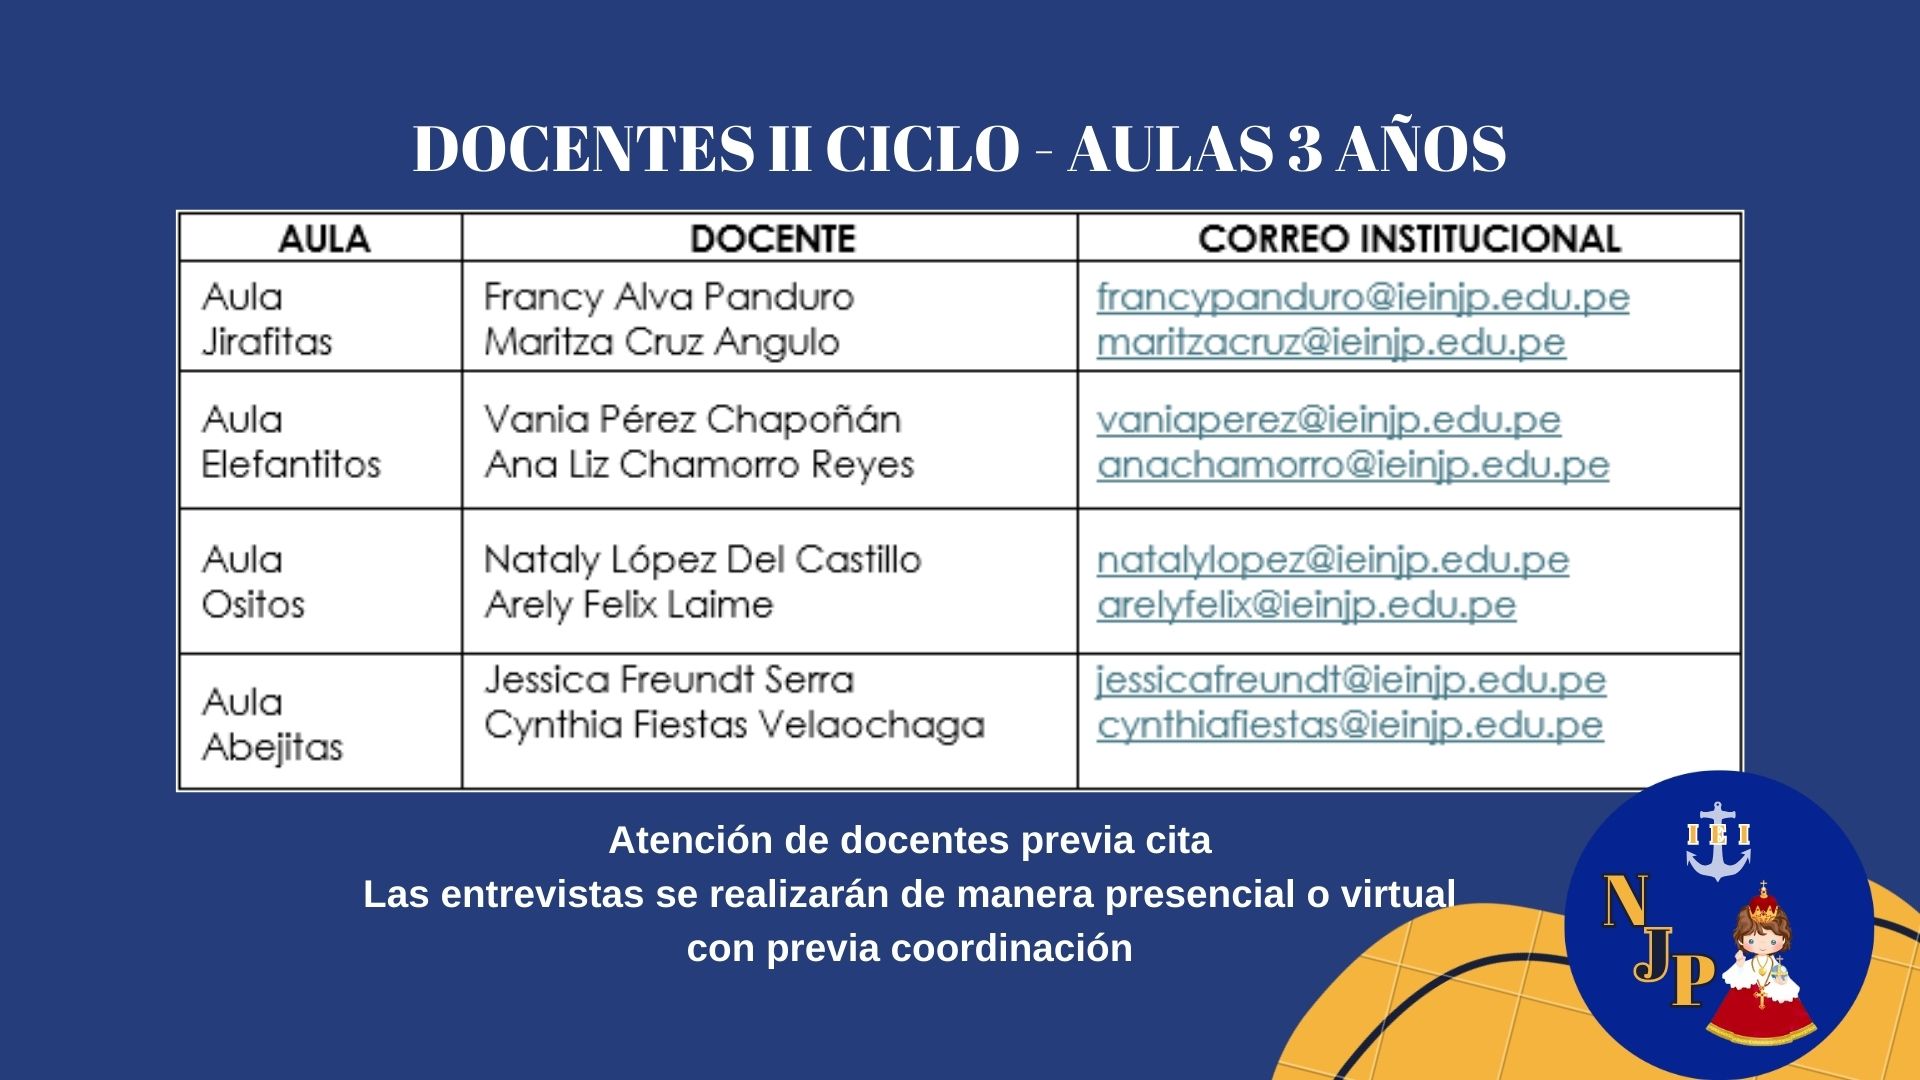 DOCENTES II CICLO - AULAS 3 AÑOS
AULA DOCENTE CORREO INSTITUCIONAL
Aula Francy Alva Panduro francypanduro@ieinjp.edu.pe
Jirafitas Maritza Cruz Angulo maritzacruz@ieinjp.edu.pe
Aula Vania Pérez Chapoñán vaniaperez@ieinjp.edu.pe
Elefantitos Ana Liz Chamorro Reyes anachamorro@ieinjp.edu.pe
Aula Nataly López Del Castillo natalylopez@ieinjp.edu.pe
Ositos Arely Felix Laime arelyfelix@ieinjp.edu.pe
Jessica Freundt Serra jessicafreundt@ieinjp.edu.pe
Aula Cynthia Fiestas Velaochaga cynthiafiestas@ieinjp.edu.pe
Abejitas
Atención de docentes previa cita
Las entrevistas se realizarán de manera presencial o virtual
con previa coordinación
I E I
N
J
P